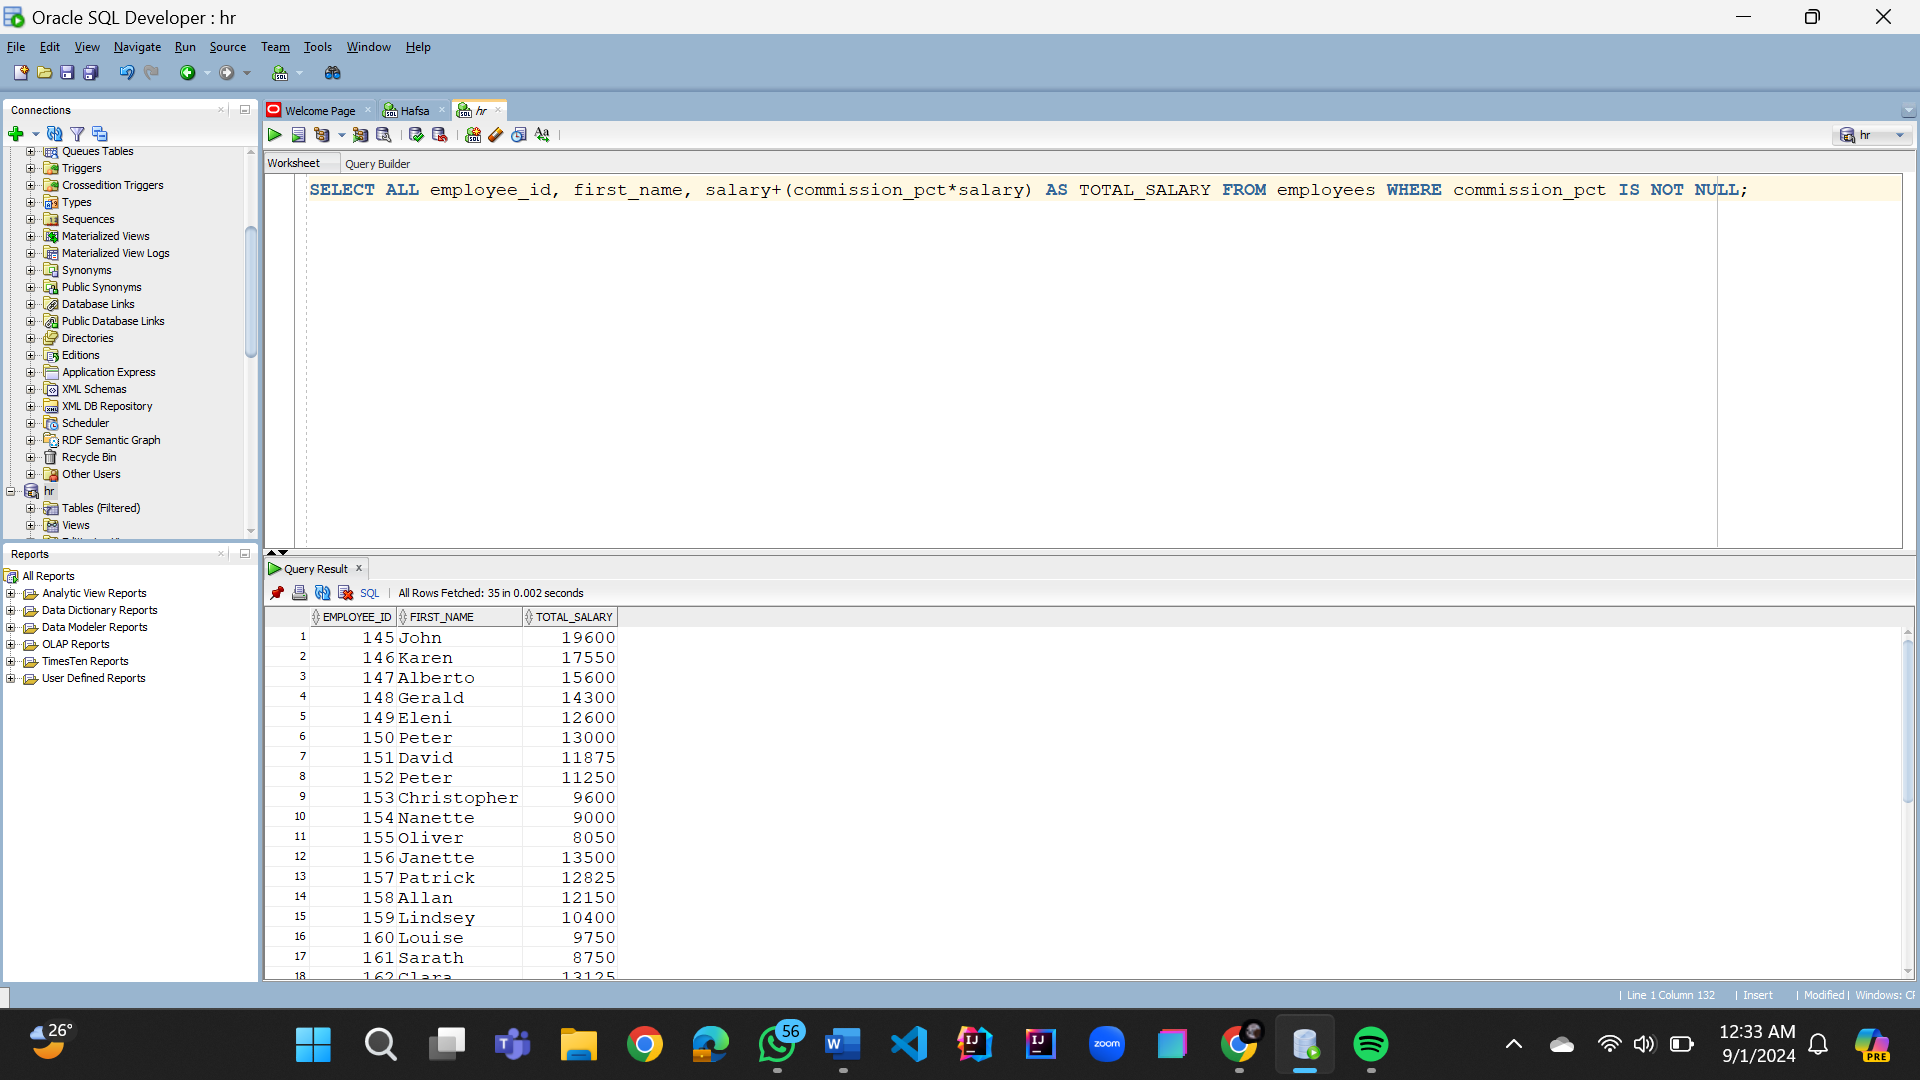 Oracle SQL Developer : hr
File Edit View Navigate Run Source Team Tools Window Help
Connections
Queues Tables
Triggers
Crossedition Triggers
Types
Sequences
Materialized Views
Materialized View Logs
Synonyms
Public Synonyms
Database Links
Public Database Links
Directories
Editions
Application Express
XML Schemas
XML DB Repository
Scheduler
RDF Semantic Graph
Recycle Bin
Other Users
hr
Tables (Filtered)
Views
Reports
All Reports
Analytic View Reports
Data Dictionary Reports
Data Modeler Reports
OLAP Reports
TimesTen Reports
User Defined Reports
Welcome Page Hafsa hr
hr
Worksheet Query Builder
SELECT ALL employee_id, first_name, salary+(commission_pct*salary) AS TOTAL_SALARY FROM employees WHERE commission_pct IS NOT NULL;
Query Result
SQL | All Rows Fetched: 35 in 0.002 seconds
EMPLOYEE_ID FIRST_NAME TOTAL_SALARY
1 145 John 19600
2 146 Karen 17550
3 147 Alberto 15600
4 148 Gerald 14300
5 149 Eleni 12600
6 150 Peter 13000
7 151 David 11875
8 152 Peter 11250
9 153 Christopher 9600
10 154 Nanette 9000
11 155 Oliver 8050
12 156 Janette 13500
13 157 Patrick 12825
14 158 Allan 12150
15 159 Lindsey 10400
16 160 Louise 9750
17 161 Sarath 8750
18 162 Clara 13125
| Line 1 Column 132 | Insert | Modified | Windows: CF
26°
56
zoom
12:33 AM
9/1/2024
PRE